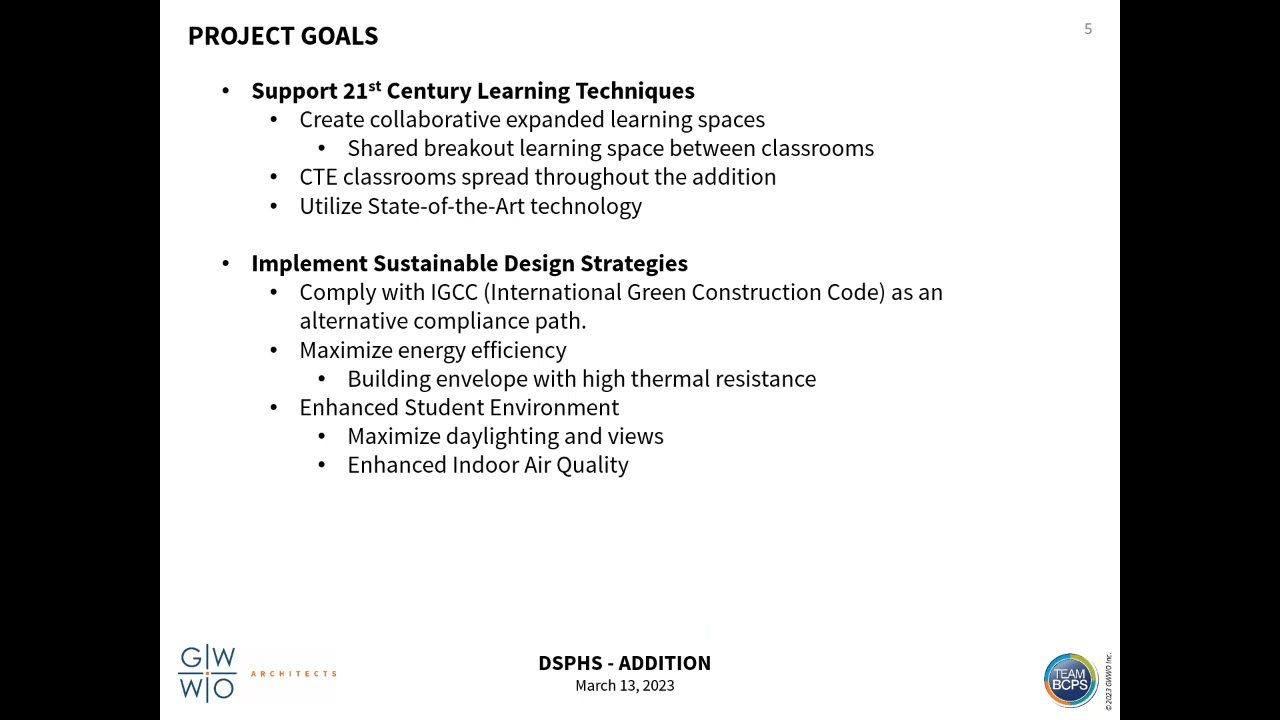 PROJECT GOALS
5
• Support 21st Century Learning Techniques
• Create collaborative expanded learning spaces
• Shared breakout learning space between classrooms
• CTE classrooms spread throughout the addition
• Utilize State-of-the-Art technology
• Implement Sustainable Design Strategies
• Comply with IGCC (International Green Construction Code) as an
alternative compliance path.
• Maximize energy efficiency
• Building envelope with high thermal resistance
• Enhanced Student Environment
• Maximize daylighting and views
• Enhanced Indoor Air Quality
G W
W O
ARCHITECTS
DSPHS - ADDITION
March 13, 2023
TEAM
BCPS
© 2023 GWWO Inc.